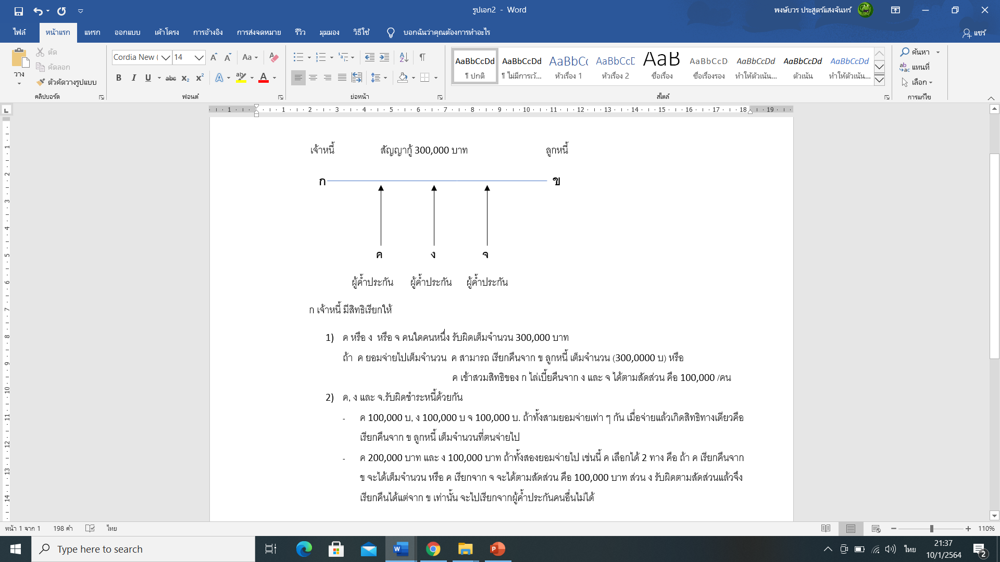 รูปเอก2 - Word
พงษ์บวร ประสูตร์แสงจันทร์
ไฟล์ หน้าแรก แทรก ออกแบบ เค้าโครง การอ้างอิง การส่งจดหมาย รีวิว มุมมอง วิธีใช้ บอกฉันว่าคุณต้องการทำอะไร แชร์
วาง
ตัด
คัดลอก
ตัวคัดวางรูปแบบ
คลิปบอร์ด
Cordia New ( 14
B I U abc X₂ X²
ฟอนต์
ย่อหน้า
AaBbCcDd AaBbCcDd AaBbCc AaBbCcE AaB AaBbCcD AaBbCcDd AaBbCcDd AaBbCcDd
¶ ปกติ ¶ ไม่มีการเว้... หัวเรื่อง 1 หัวเรื่อง 2 ชื่อเรื่อง ชื่อเรื่องรอง ทำให้ตัวเน้น... ตัวเน้น ทำให้ตัวเน้น...
สไตล์
ค้นหา
แทนที่
เลือก
การแก้ไข
1 1 2 3 4 5 6 7 8 9 10 11 12 13 14 15 16 17 18 19
1 2 3 4 5 6 7 8 9 10 11 12 13 14
เจ้าหนี้ สัญญากู้ 300,000 บาท ลูกหนี้
ก ข
ค ง จ
ผู้ค้ำประกัน ผู้ค้ำประกัน ผู้ค้ำประกัน
ก เจ้าหนี้ มีสิทธิเรียกให้
1) ค หรือ ง หรือ จ คนใดคนหนึ่ง รับผิดเต็มจำนวน 300,000 บาท
ถ้า ค ยอมจ่ายไปเต็มจำนวน ค สามารถ เรียกคืนจาก ข ลูกหนี้ เต็มจำนวน (300,0000 บ) หรือ
ค เข้าสวมสิทธิของ ก ไล่เบี้ยคืนจาก ง และ จ ได้ตามสัดส่วน คือ 100,000 /คน
2) ค, ง และ จ.รับผิดชำระหนี้ด้วยกัน
- ค 100,000 บ, ง 100,000 บ จ 100,000 บ. ถ้าทั้งสามยอมจ่ายเท่า ๆ กัน เมื่อจ่ายแล้วเกิดสิทธิทางเดียวคือ
เรียกคืนจาก ข ลูกหนี้ เต็มจำนวนที่ตนจ่ายไป
- ค 200,000 บาท และ ง 100,000 บาท ถ้าทั้งสองยอมจ่ายไป เช่นนี้ ค เลือกได้ 2 ทาง คือ ถ้า ค เรียกคืนจาก
ข จะได้เต็มจำนวน หรือ ค เรียกจาก จ จะได้ตามสัดส่วน คือ 100,000 บาท ส่วน ง รับผิดตามสัดส่วนแล้วจึง
เรียกคืนได้แต่จาก ข เท่านั้น จะไปเรียกจากผู้ค้ำประกันคนอื่นไม่ได้
หน้า 1 จาก 1 198 คำ ไทย 110%
Type here to search
ไทย
21:37
10/1/2564
2